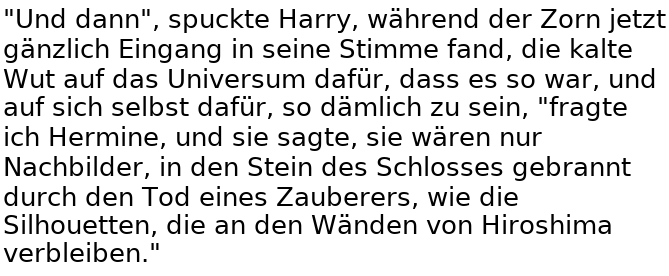 "Und dann", spuckte Harry, während der Zorn jetzt
gänzlich Eingang in seine Stimme fand, die kalte
Wut auf das Universum dafür, dass es so war, und
auf sich selbst dafür, so dämlich zu sein, "fragte
ich Hermine, und sie sagte, sie wären nur
Nachbilder, in den Stein des Schlosses gebrannt
durch den Tod eines Zauberers, wie die
Silhouetten, die an den Wänden von Hiroshima
verbleiben."